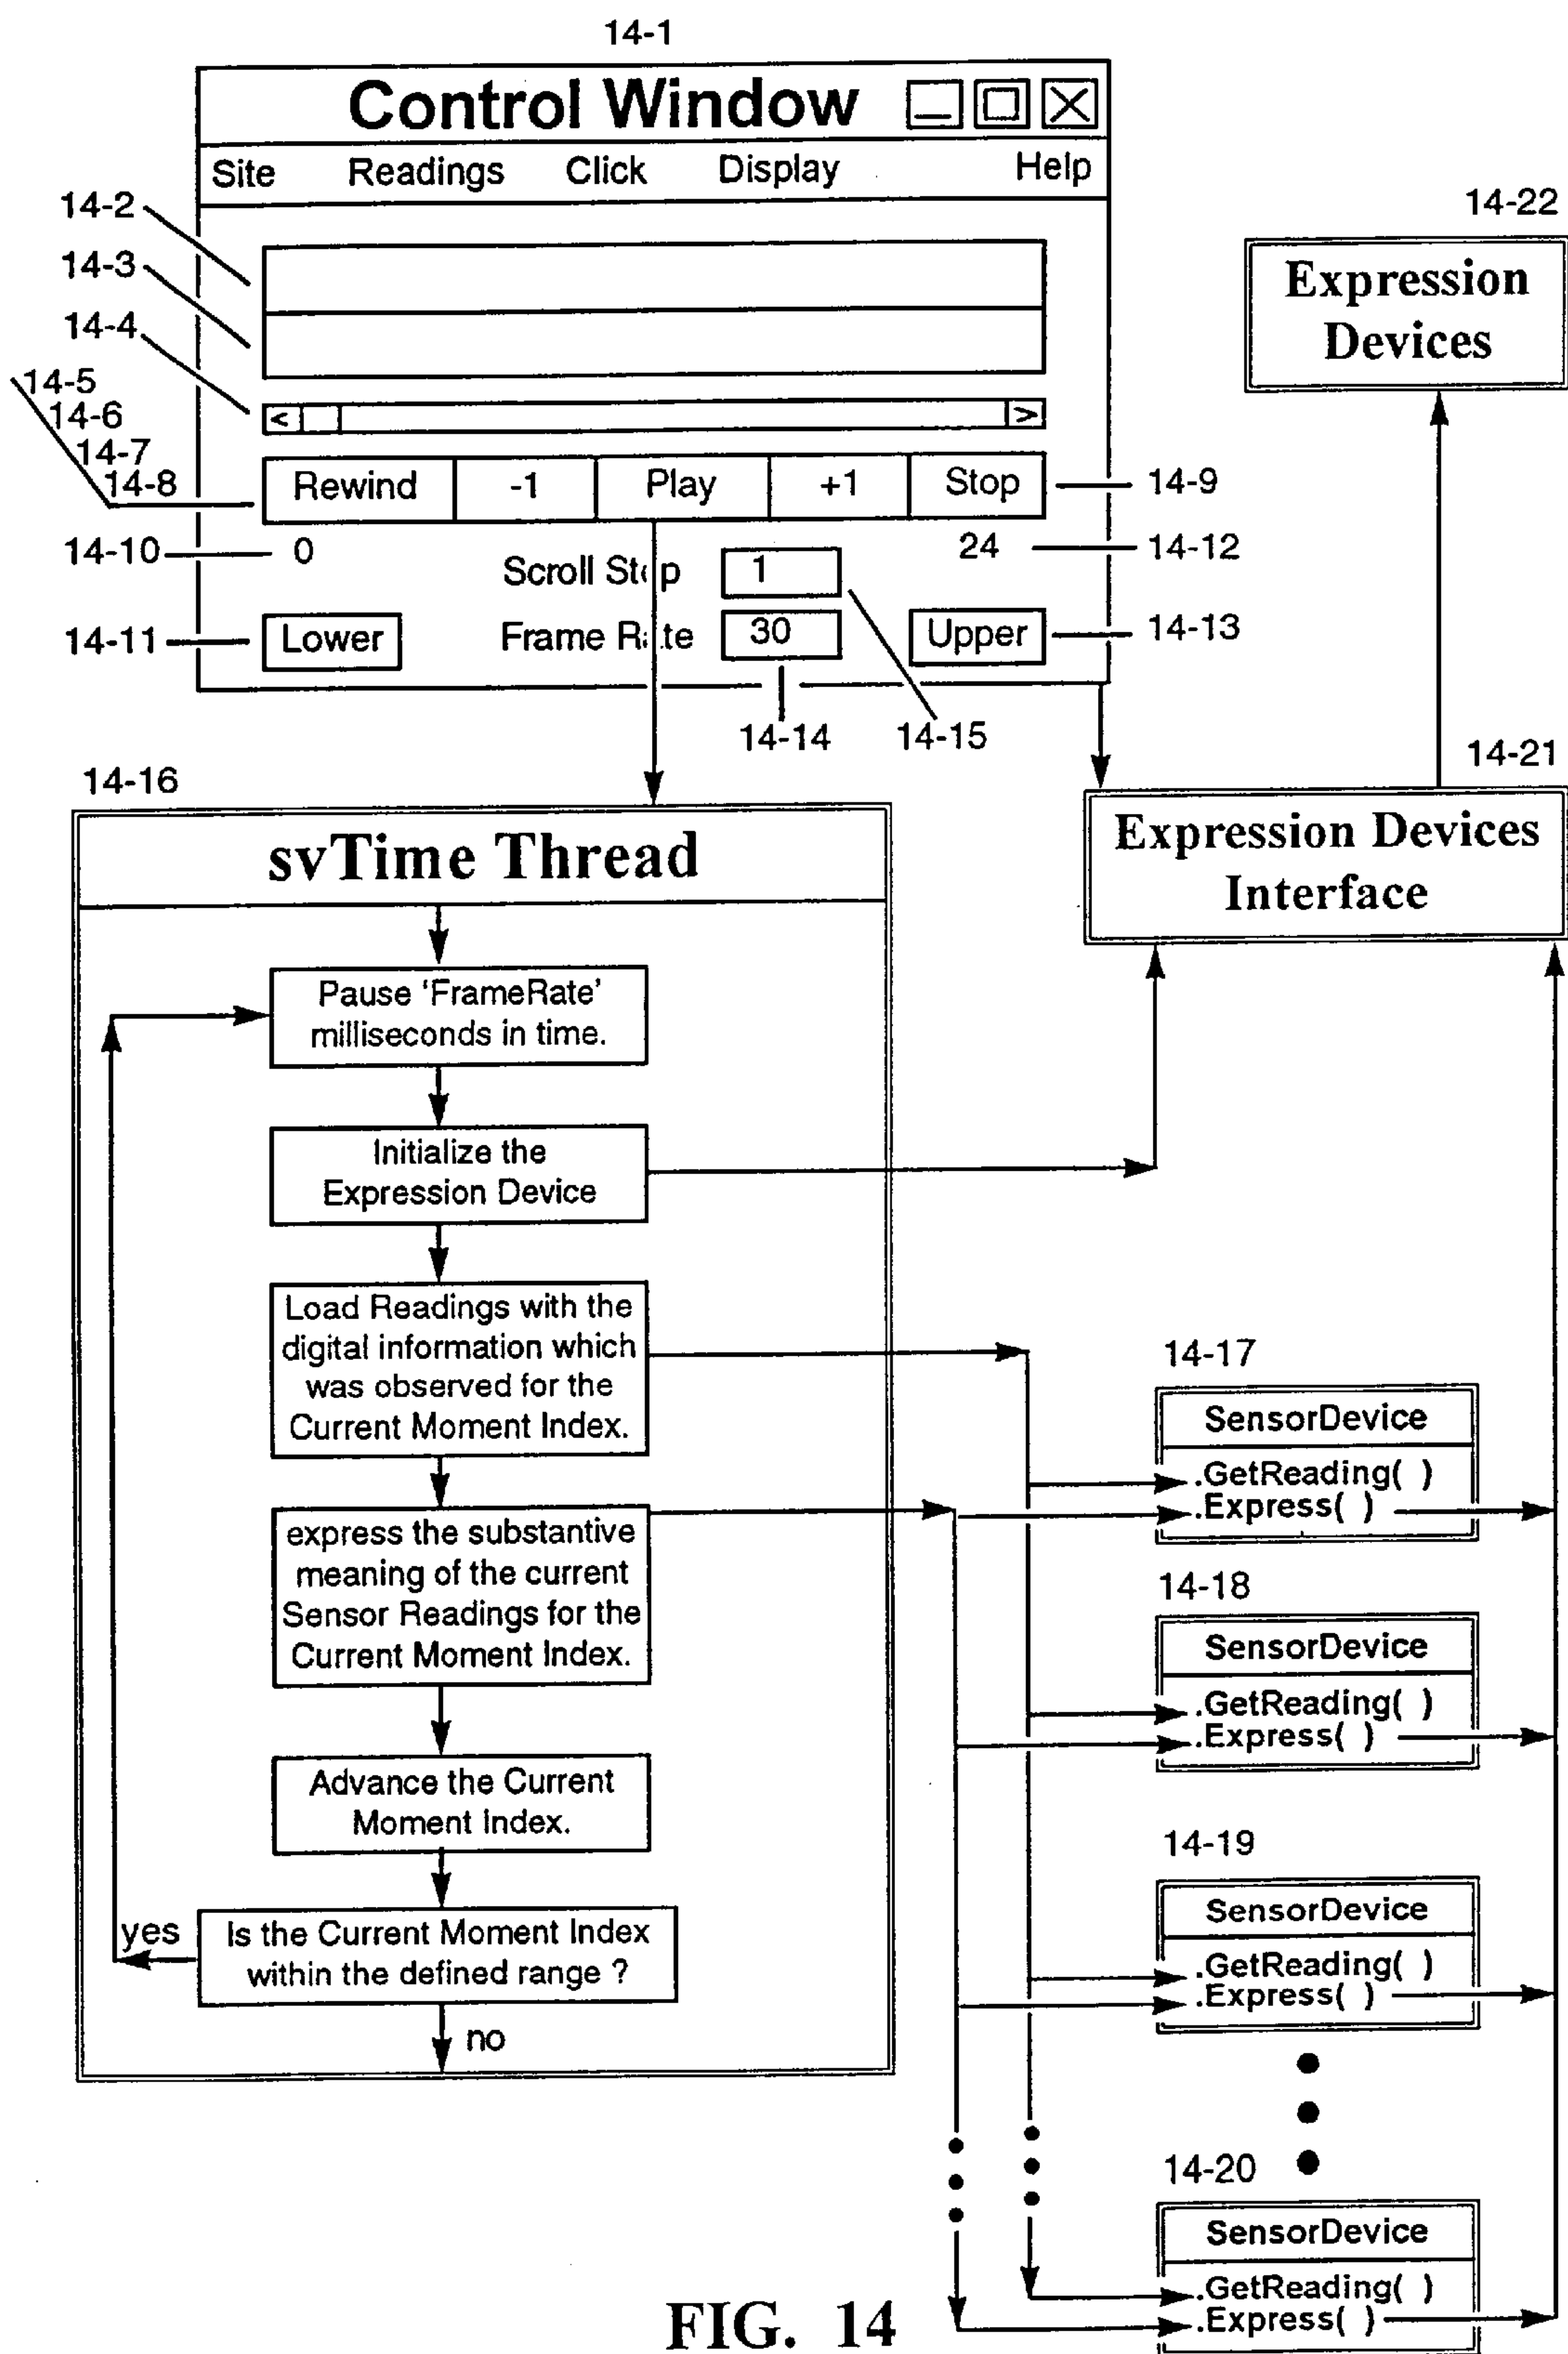 14-1
Control Window
Site Readings Click Display Help
14-2
14-3
14-4
< >
14-5
14-6
14-7
14-8
Rewind -1 Play +1 Stop
14-9
14-10
0
24
14-12
Scroll Step 1
14-11
Lower
Frame Rate 30
Upper
14-13
14-14
14-15
14-22
Expression
Devices
14-21
Expression Devices
Interface
14-16
svTime Thread
Pause 'FrameRate'
milliseconds in time.
Initialize the
Expression Device
Load Readings with the
digital information which
was observed for the
Current Moment Index.
express the substantive
meaning of the current
Sensor Readings for the
Current Moment Index.
Advance the Current
Moment Index.
Is the Current Moment Index
within the defined range ?
yes
no
14-17
SensorDevice
.GetReading( )
.Express( )
14-18
SensorDevice
.GetReading( )
.Express( )
14-19
SensorDevice
.GetReading( )
.Express( )
14-20
SensorDevice
.GetReading( )
.Express( )
FIG. 14